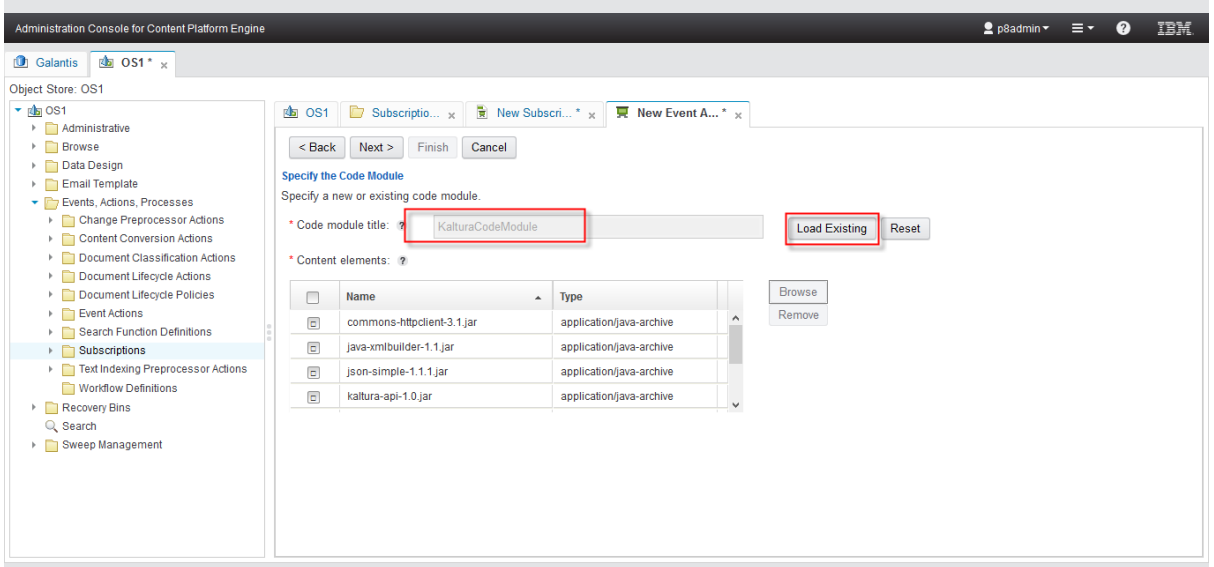 Administration Console for Content Platform Engine
p8admin
?
IBM.
Galantis
OS1 * x
Object Store: OS1
OS1
Administrative
Browse
Data Design
Email Template
Events, Actions, Processes
Change Preprocessor Actions
Content Conversion Actions
Document Classification Actions
Document Lifecycle Actions
Document Lifecycle Policies
Event Actions
Search Function Definitions
Subscriptions
Text Indexing Preprocessor Actions
Workflow Definitions
Recovery Bins
Search
Sweep Management
OS1
Subscriptio... x
New Subscri... * x
New Event A... * x
< Back
Next >
Finish
Cancel
Specify the Code Module
Specify a new or existing code module.
* Code module title: ?
KalturaCodeModule
Load Existing
Reset
* Content elements: ?
Name
Type
Browse
Remove
commons-httpclient-3.1.jar application/java-archive
java-xmlbuilder-1.1.jar application/java-archive
json-simple-1.1.1.jar application/java-archive
kaltura-api-1.0.jar application/java-archive